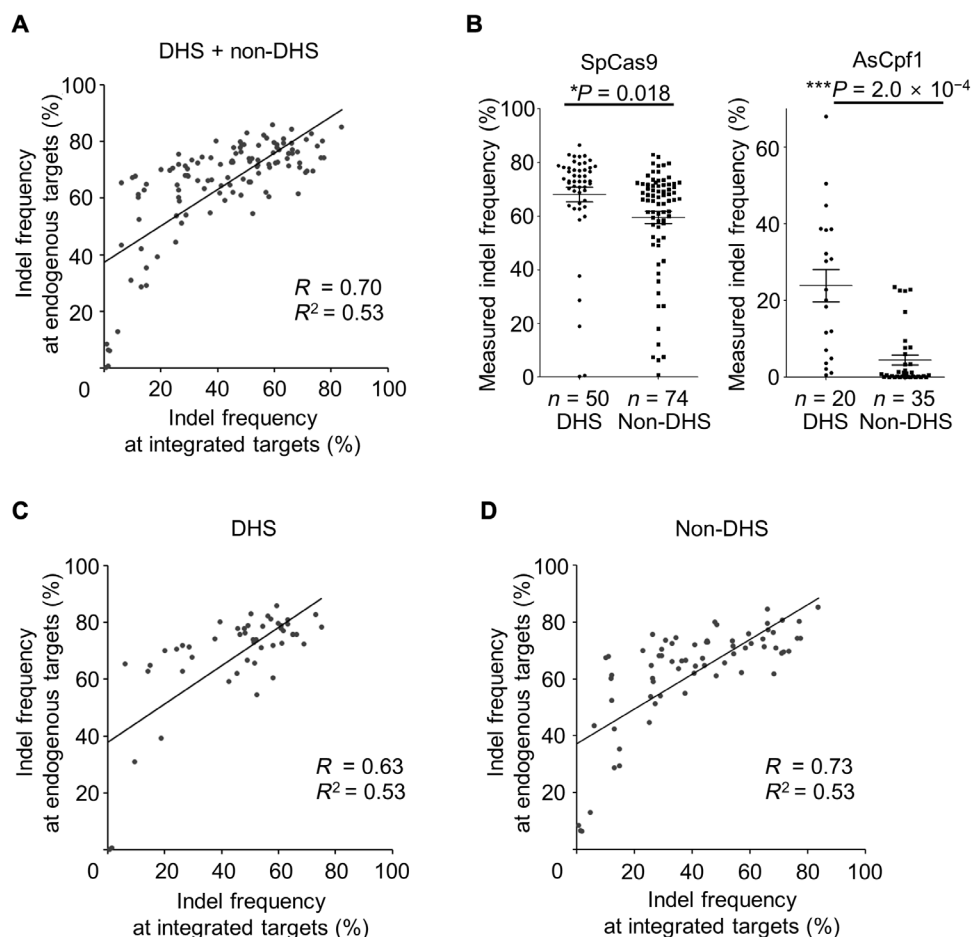 A
DHS + non-DHS
Indel frequency
at endogenous targets (%)
100
80
60
40
20
0
20
40
60
80
100
R = 0.70
R² = 0.53
Indel frequency
at integrated targets (%)
B
SpCas9
*P = 0.018
Measured indel frequency (%)
100
80
60
40
20
0
n = 50
DHS
n = 74
Non-DHS
AsCpf1
***P = 2.0 × 10⁻⁴
Measured indel frequency (%)
60
40
20
0
n = 20
DHS
n = 35
Non-DHS
C
DHS
Indel frequency
at endogenous targets (%)
100
80
60
40
20
0
20
40
60
80
100
R = 0.63
R² = 0.53
Indel frequency
at integrated targets (%)
D
Non-DHS
Indel frequency
at endogenous targets (%)
100
80
60
40
20
0
20
40
60
80
100
R = 0.73
R² = 0.53
Indel frequency
at integrated targets (%)